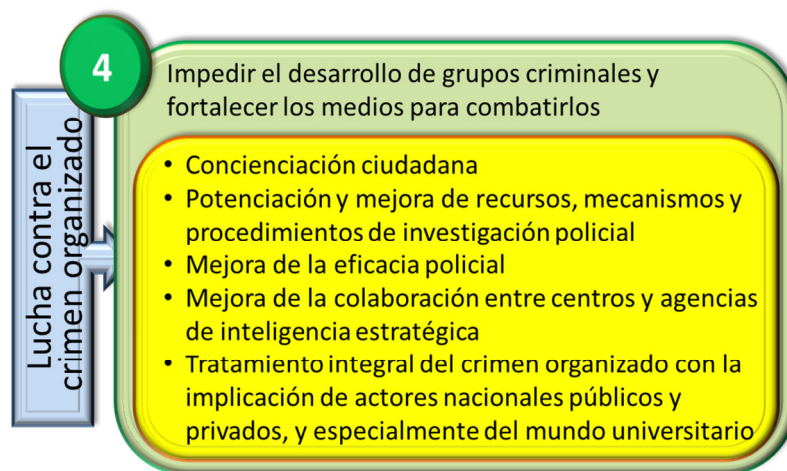 4
Impedir el desarrollo de grupos criminales y
fortalecer los medios para combatirlos
Lucha contra el
crimen organizado
• Concienciación ciudadana
• Potenciación y mejora de recursos, mecanismos y
procedimientos de investigación policial
• Mejora de la eficacia policial
• Mejora de la colaboración entre centros y agencias
de inteligencia estratégica
• Tratamiento integral del crimen organizado con la
implicación de actores nacionales públicos y
privados, y especialmente del mundo universitario